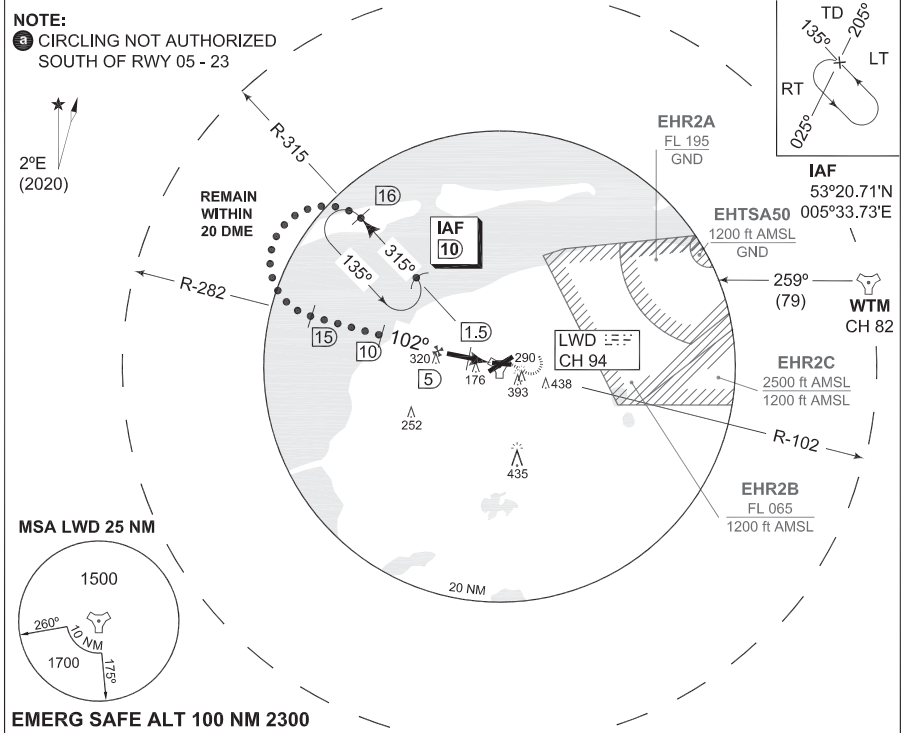 NOTE:
a CIRCLING NOT AUTHORIZED
SOUTH OF RWY 05 - 23
2ºE
(2020)
R-315
REMAIN
WITHIN
20 DME
16
IAF
10
315º
135º
R-282
15
10
102º
1.5
5
320
176
290
393
438
252
435
LWD
CH 94
20 NM
EHR2A
FL 195
GND
EHTSA50
1200 ft AMSL
GND
TD
135º
205º
LT
RT
025º
IAF
53º20.71'N
005º33.73'E
259º
(79)
WTM
CH 82
EHR2C
2500 ft AMSL
1200 ft AMSL
R-102
EHR2B
FL 065
1200 ft AMSL
MSA LWD 25 NM
1500
260º
10 NM
1700
175º
EMERG SAFE ALT 100 NM 2300